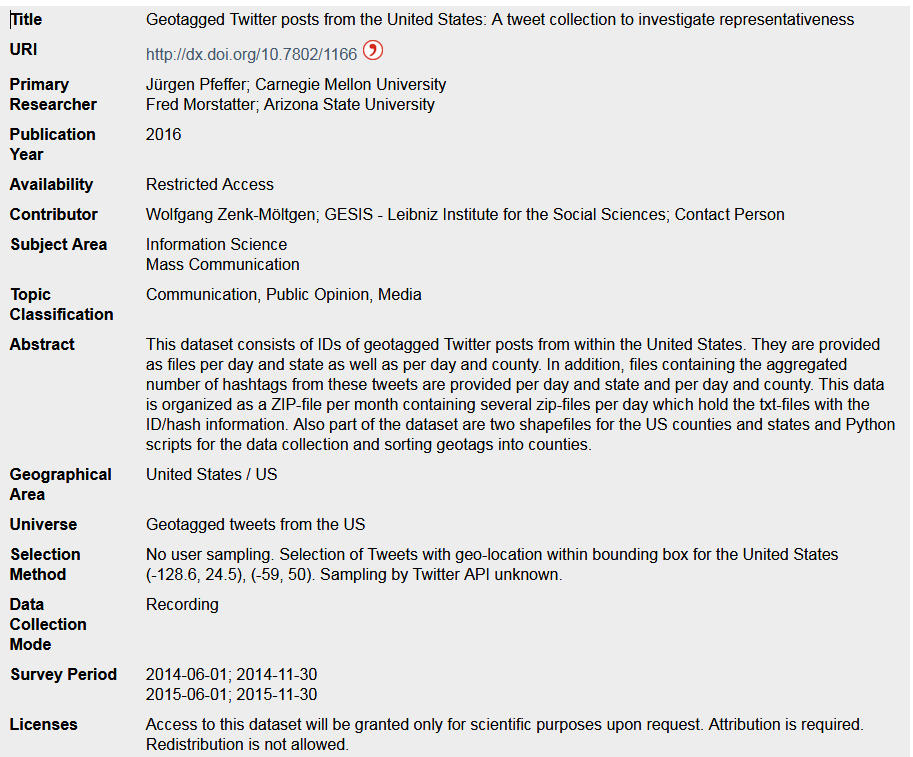 Title Geotagged Twitter posts from the United States: A tweet collection to investigate representativeness
URI http://dx.doi.org/10.7802/1166
Primary Researcher Jürgen Pfeffer; Carnegie Mellon University
Fred Morstatter; Arizona State University
Publication Year 2016
Availability Restricted Access
Contributor Wolfgang Zenk-Möltgen; GESIS - Leibniz Institute for the Social Sciences; Contact Person
Subject Area Information Science
Mass Communication
Topic Classification Communication, Public Opinion, Media
Abstract This dataset consists of IDs of geotagged Twitter posts from within the United States. They are provided
as files per day and state as well as per day and county. In addition, files containing the aggregated
number of hashtags from these tweets are provided per day and state and per day and county. This data
is organized as a ZIP-file per month containing several zip-files per day which hold the txt-files with the
ID/hash information. Also part of the dataset are two shapefiles for the US counties and states and Python
scripts for the data collection and sorting geotags into counties.
Geographical Area United States / US
Universe Geotagged tweets from the US
Selection Method No user sampling. Selection of Tweets with geo-location within bounding box for the United States
(-128.6, 24.5), (-59, 50). Sampling by Twitter API unknown.
Data Collection Mode Recording
Survey Period 2014-06-01; 2014-11-30
2015-06-01; 2015-11-30
Licenses Access to this dataset will be granted only for scientific purposes upon request. Attribution is required.
Redistribution is not allowed.